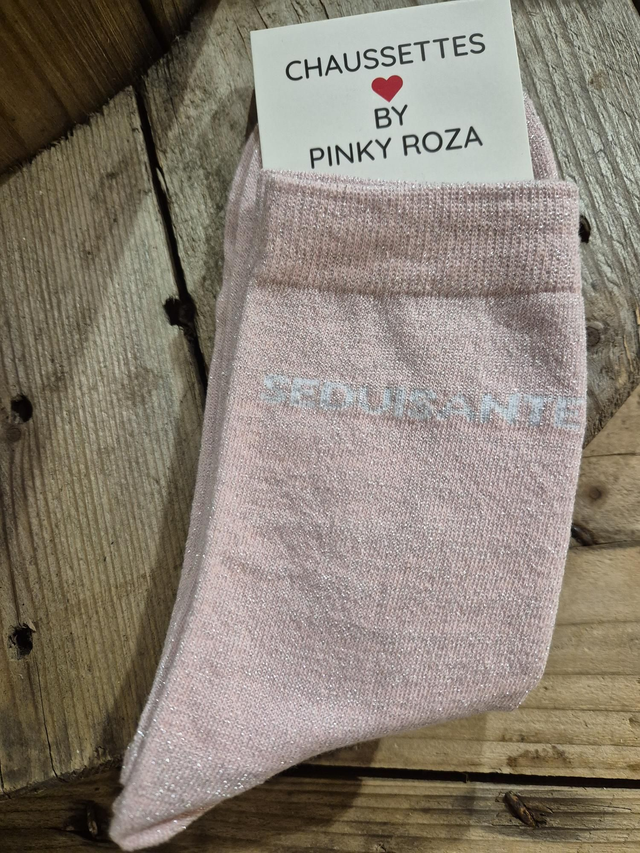 CHAUSSETTES
BY
PINKY ROZA
SEDUISANTE